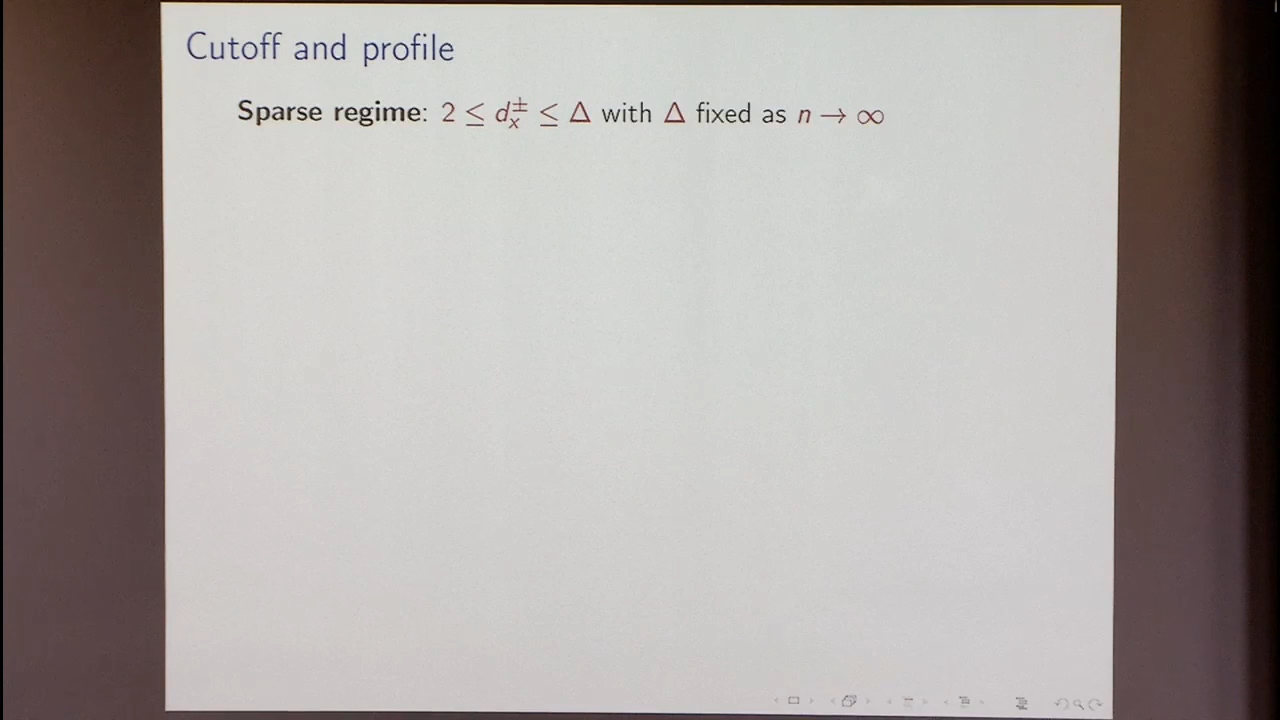 Cutoff and profile
Sparse regime: 2 ≤ d_x^± ≤ Δ with Δ fixed as n → ∞